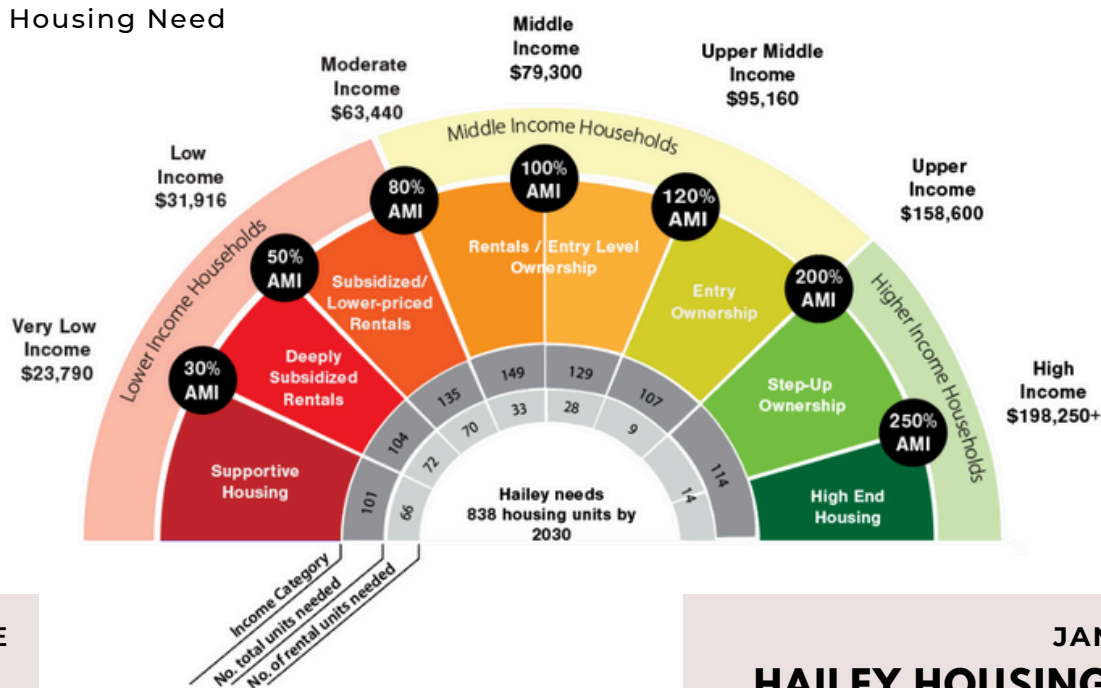 Housing Need
Very Low
Income
$23,790
Low
Income
$31,916
Moderate
Income
$63,440
Middle
Income
$79,300
Upper Middle
Income
$95,160
Upper
Income
$158,600
High
Income
$198,250+
Lower Income Households
Middle Income Households
Higher Income Households
30%
AMI
50%
AMI
80%
AMI
100%
AMI
120%
AMI
200%
AMI
250%
AMI
Supportive
Housing
Deeply
Subsidized
Rentals
Subsidized/
Lower-priced
Rentals
Rentals / Entry Level
Ownership
Entry
Ownership
Step-Up
Ownership
High End
Housing
101
104
135
149
129
107
114
66
72
70
33
28
9
14
Hailey needs
838 housing units by
2030
Income Category
No. total units needed
No. of rental units needed
E
JAN
HAILEY HOUSING